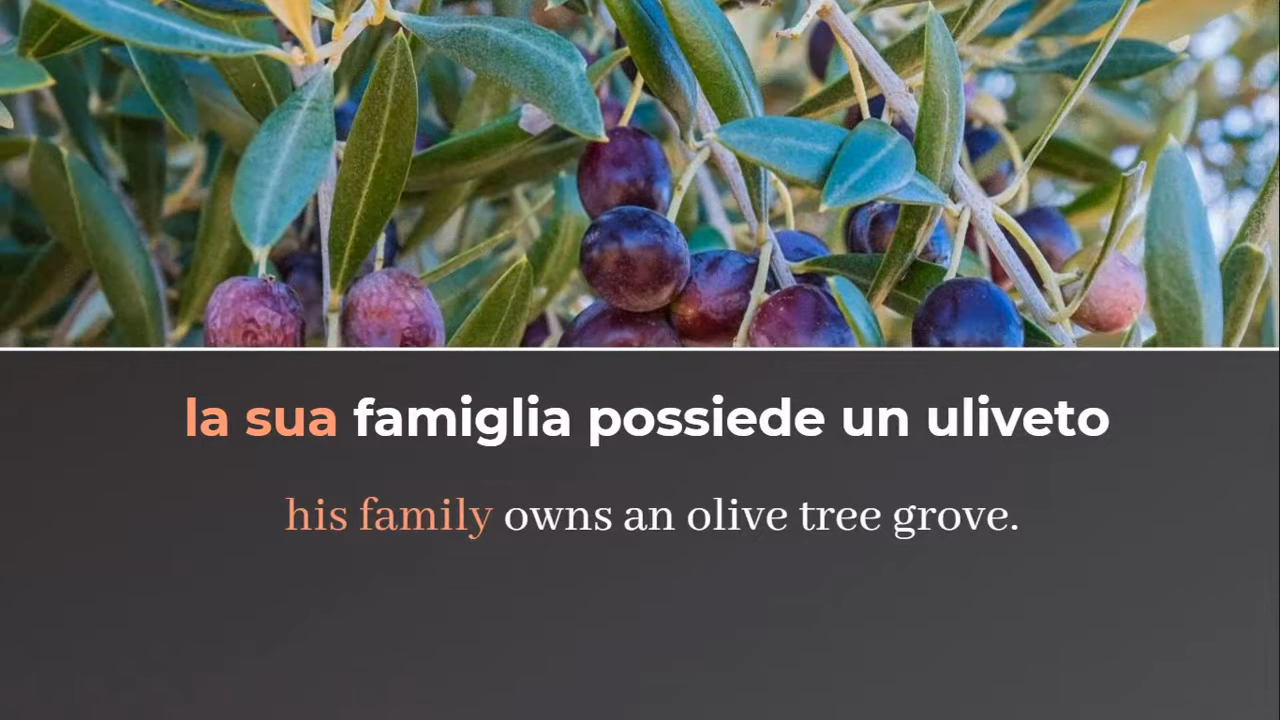 la sua famiglia possiede un uliveto
his family owns an olive tree grove.